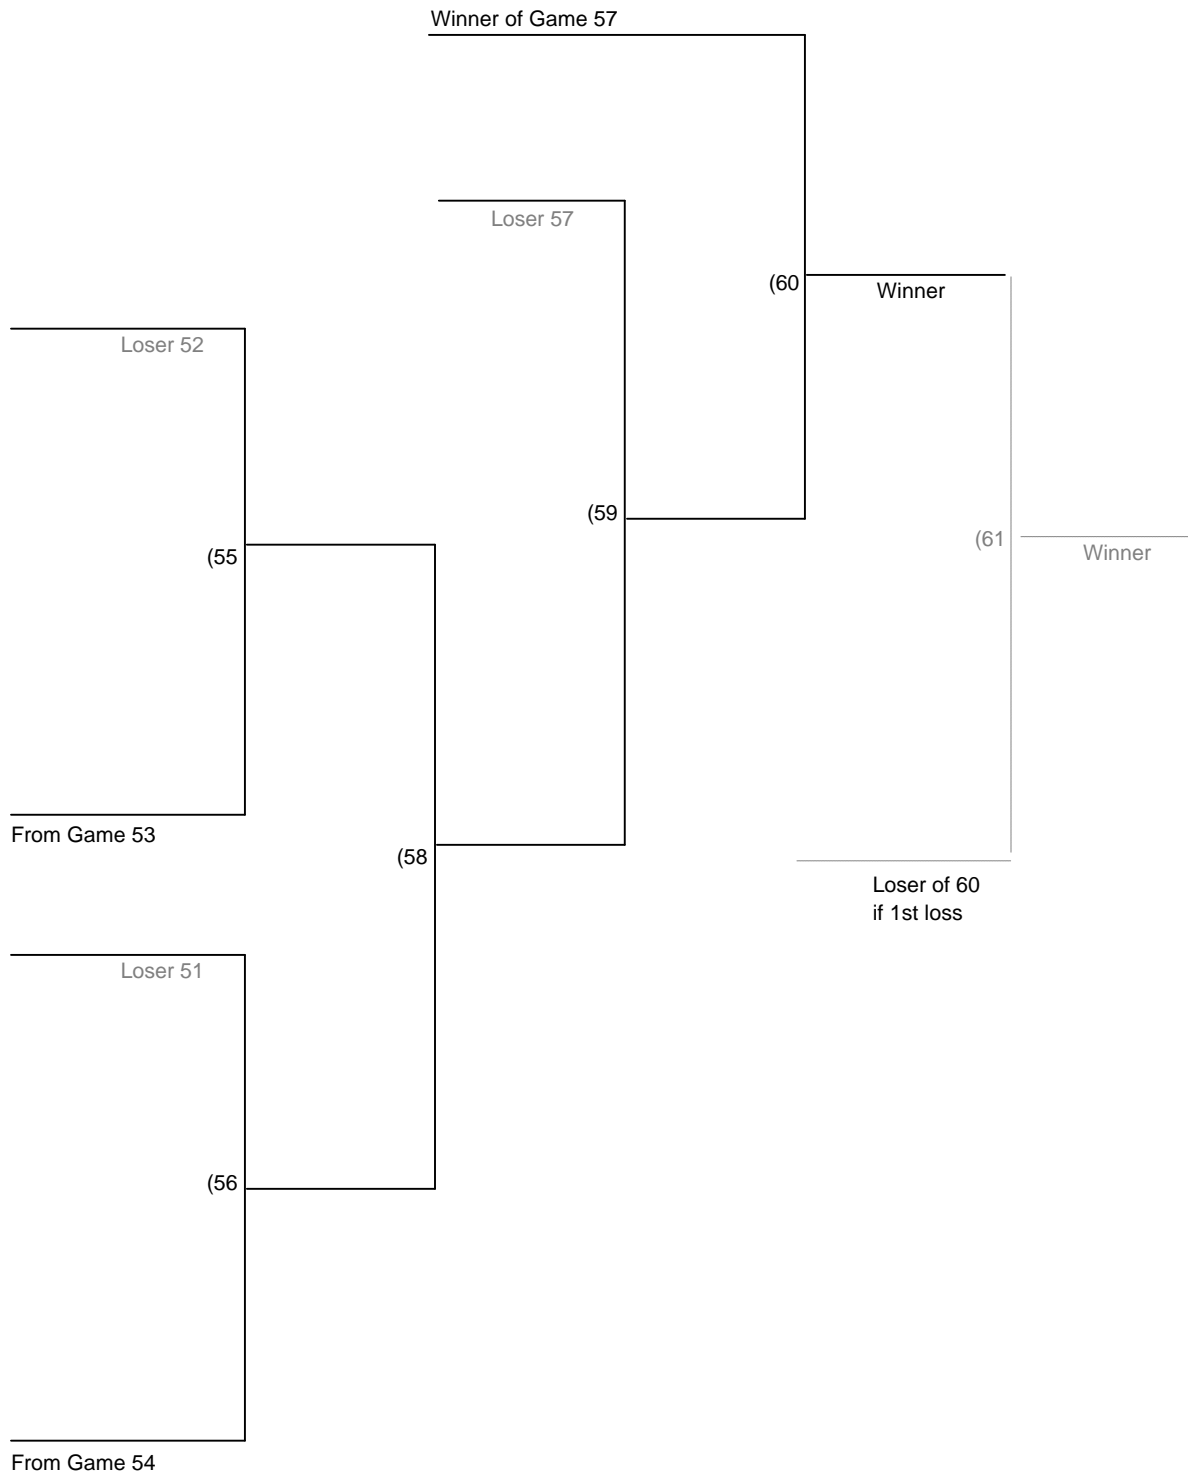 Winner of Game 57
Loser 57
(60
Winner
Loser 52
(59
(61
Winner
(55
From Game 53
(58
Loser of 60
if 1st loss
Loser 51
(56
From Game 54